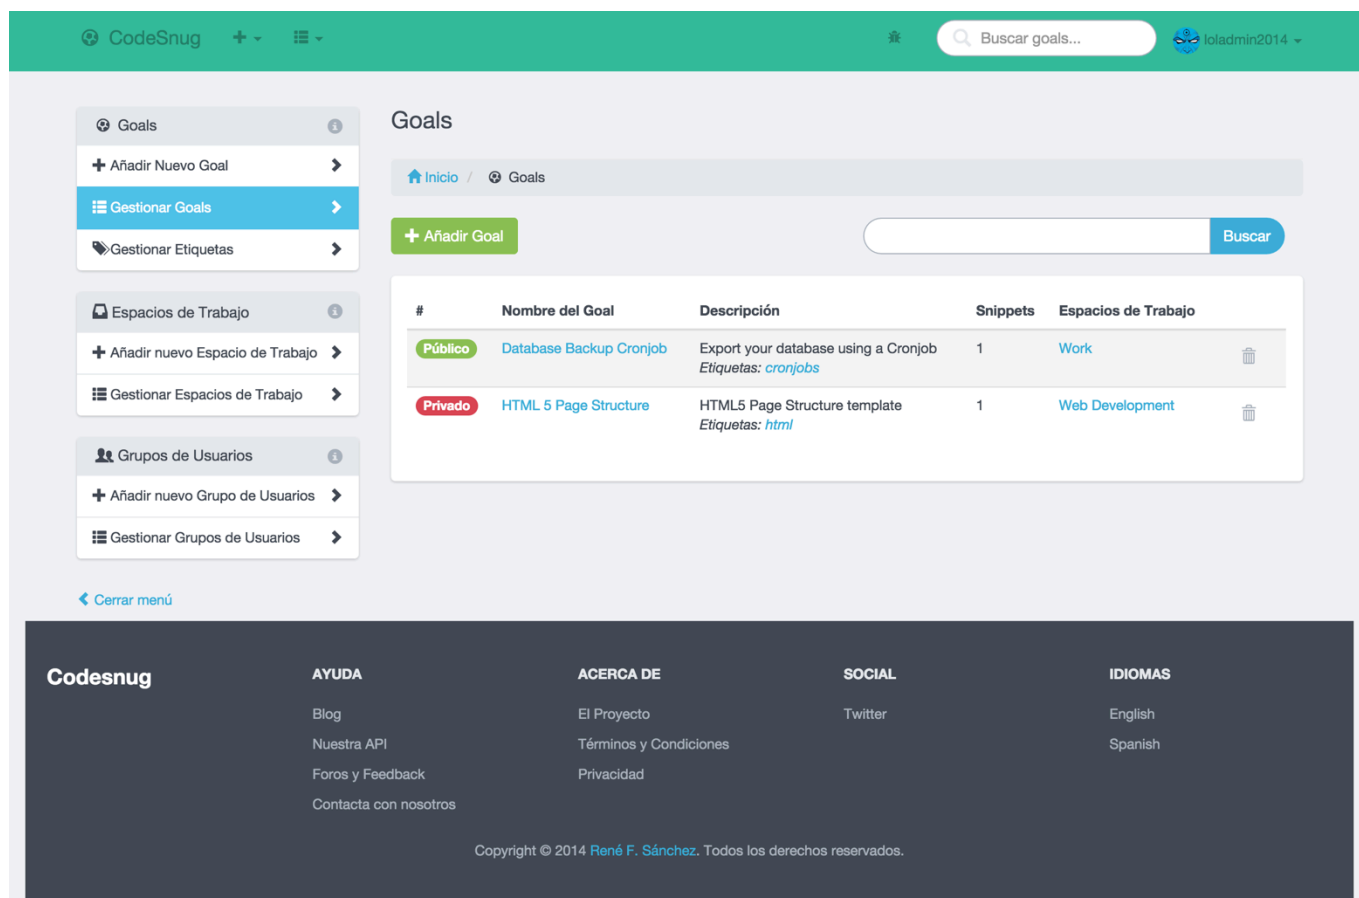 CodeSnug
Buscar goals...
loladmin2014
Goals
Añadir Nuevo Goal
Gestionar Goals
Gestionar Etiquetas
Espacios de Trabajo
Añadir nuevo Espacio de Trabajo
Gestionar Espacios de Trabajo
Grupos de Usuarios
Añadir nuevo Grupo de Usuarios
Gestionar Grupos de Usuarios
Cerrar menú
Goals
Inicio / Goals
Añadir Goal
Buscar
# Nombre del Goal Descripción Snippets Espacios de Trabajo
Público Database Backup Cronjob Export your database using a Cronjob 1 Work
Etiquetas: cronjobs
Privado HTML 5 Page Structure HTML5 Page Structure template 1 Web Development
Etiquetas: html
Codesnug
AYUDA
Blog
Nuestra API
Foros y Feedback
Contacta con nosotros
ACERCA DE
El Proyecto
Términos y Condiciones
Privacidad
SOCIAL
Twitter
IDIOMAS
English
Spanish
Copyright © 2014 René F. Sánchez. Todos los derechos reservados.